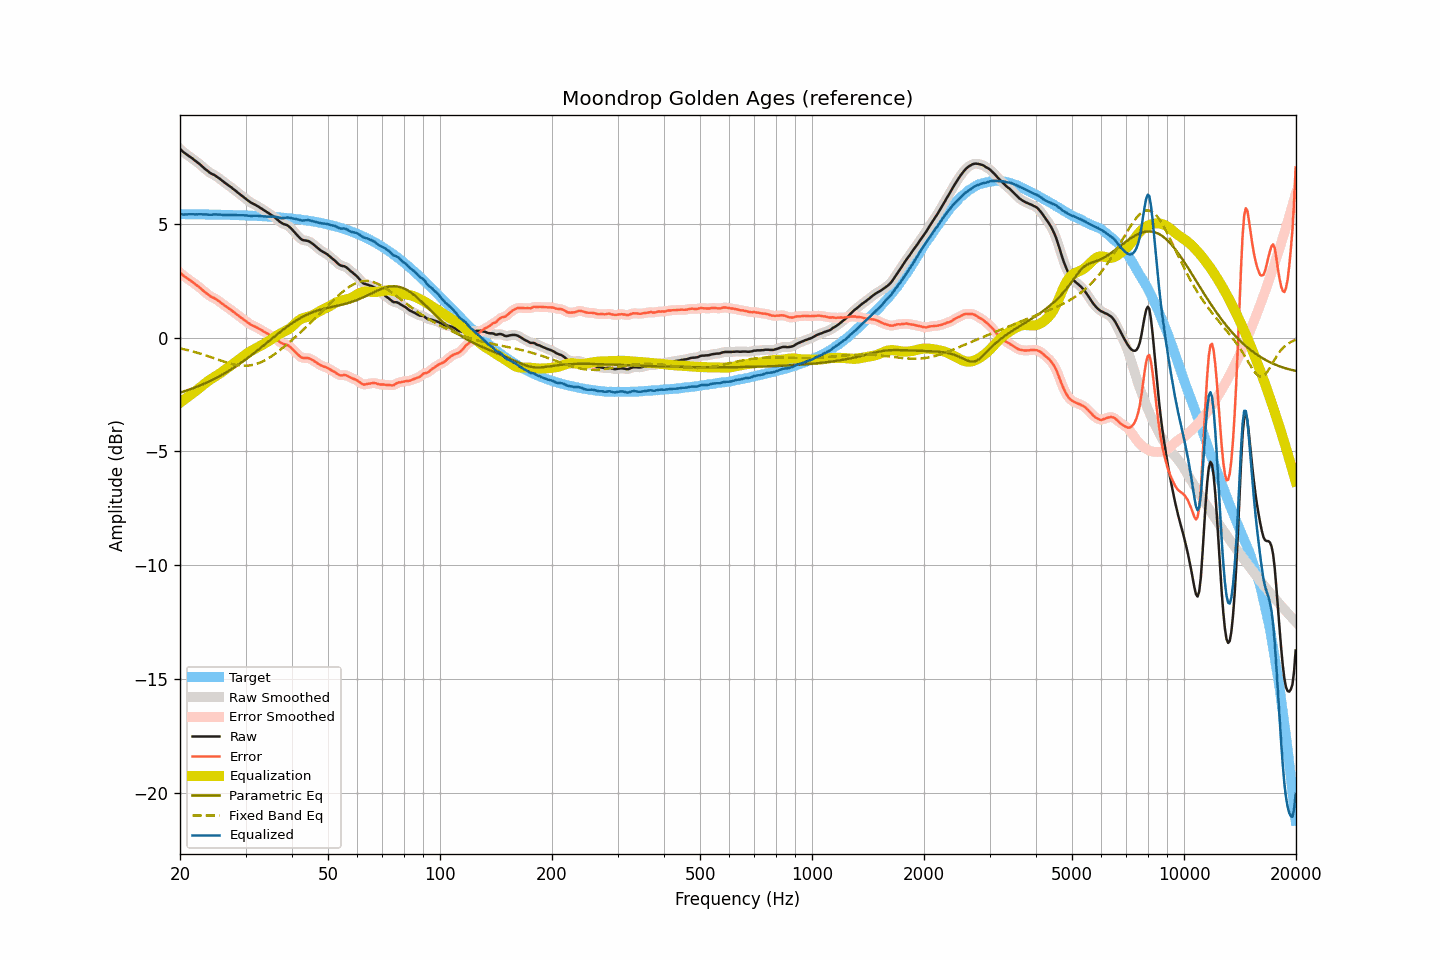 Moondrop Golden Ages (reference)
Amplitude (dBr)
5
0
−5
−10
−15
−20
Target
Raw Smoothed
Error Smoothed
Raw
Error
Equalization
Parametric Eq
Fixed Band Eq
Equalized
20 50 100 200 500 1000 2000 5000 10000 20000
Frequency (Hz)